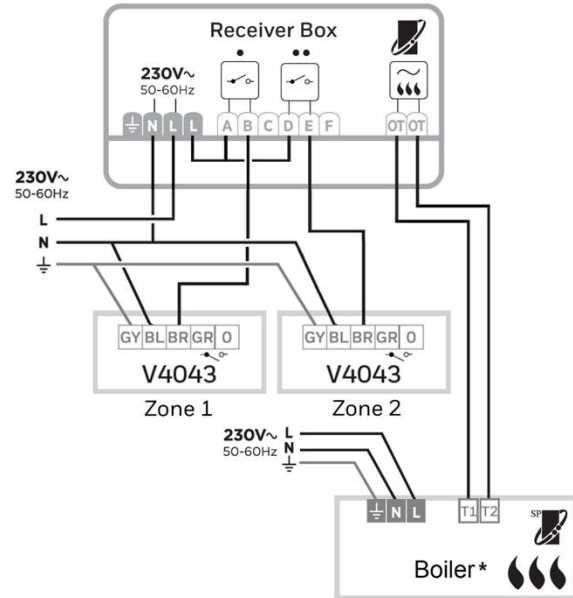 Receiver Box
230V~
50-60Hz
N L L A B C D E F OT OT
230V~
50-60Hz
L
N
GY BL BR GR O
V4043
Zone 1
GY BL BR GR O
V4043
Zone 2
230V~ L
50-60Hz N
N L T1 T2
SP
Boiler*